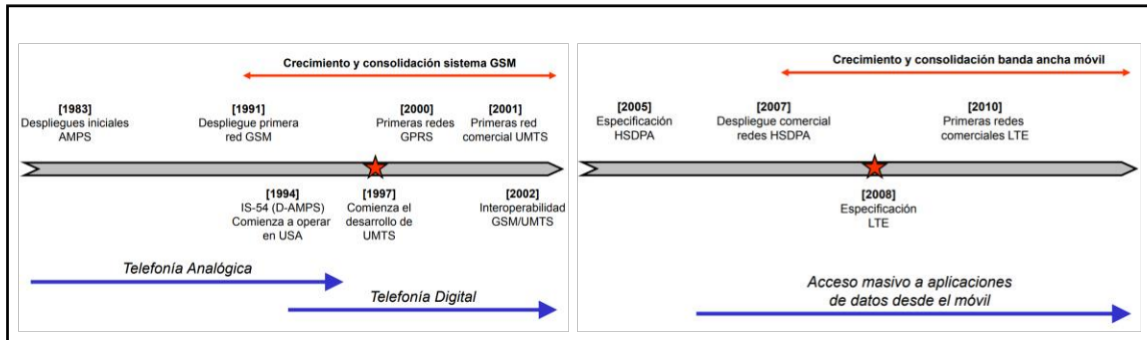 Crecimiento y consolidación sistema GSM
[1983]
Despliegues iniciales
AMPS
[1991]
Despliegue primera
red GSM
[2000]
Primeras redes
GPRS
[2001]
Primeras red
comercial UMTS
[1994]
IS-54 (D-AMPS)
Comienza a operar
en USA
[1997]
Comienza el
desarrollo de
UMTS
[2002]
Interoperabilidad
GSM/UMTS
Telefonía Analógica
Telefonía Digital
Crecimiento y consolidación banda ancha móvil
[2005]
Especificación
HSDPA
[2007]
Despliegue comercial
redes HSDPA
[2010]
Primeras redes
comerciales LTE
[2008]
Especificación
LTE
Acceso masivo a aplicaciones
de datos desde el móvil